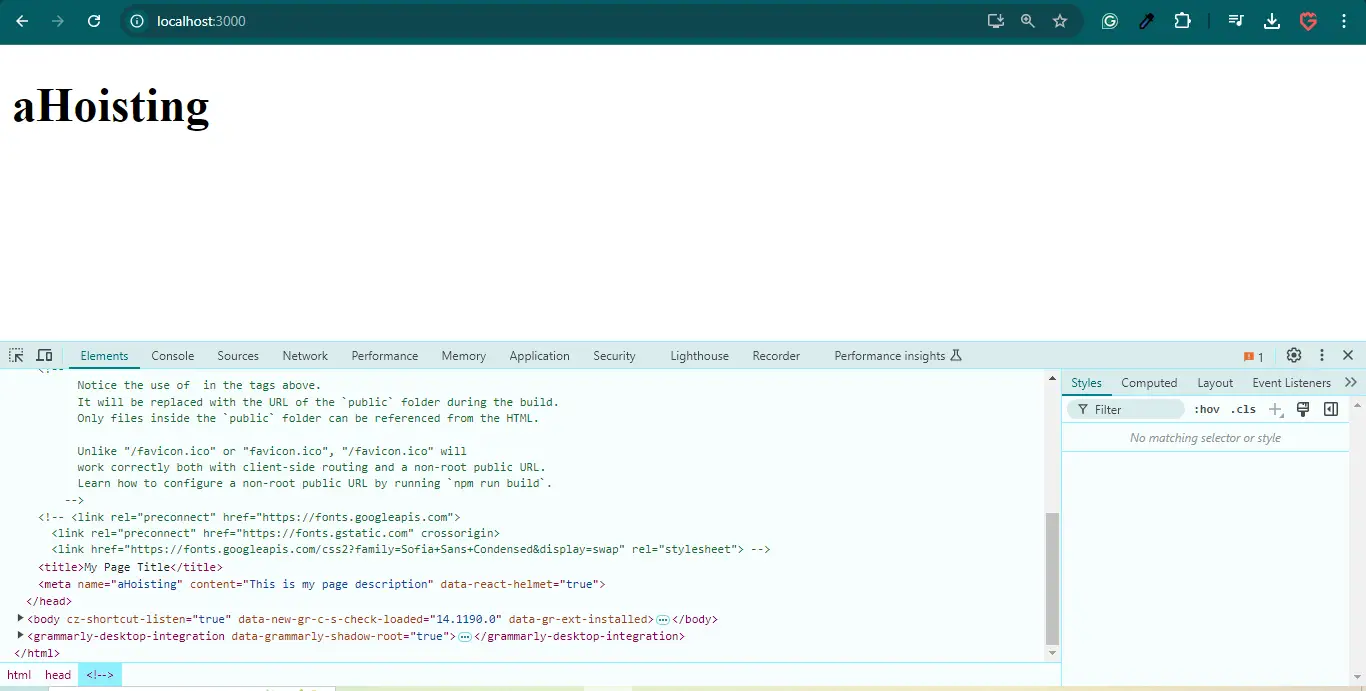 localhost:3000
aHoisting
Elements Console Sources Network Performance Memory Application Security Lighthouse Recorder Performance insights 1
<!--
Notice the use of  in the tags above.
It will be replaced with the URL of the `public` folder during the build.
Only files inside the `public` folder can be referenced from the HTML.
Unlike "/favicon.ico" or "favicon.ico", "/favicon.ico" will
work correctly both with client-side routing and a non-root public URL.
Learn how to configure a non-root public URL by running `npm run build`.
-->
<!-- <link rel="preconnect" href="https://fonts.googleapis.com">
<link rel="preconnect" href="https://fonts.gstatic.com" crossorigin>
<link href="https://fonts.googleapis.com/css2?family=Sofia+Sans+Condensed&display=swap" rel="stylesheet"> -->
<title>My Page Title</title>
<meta name="aHoisting" content="This is my page description" data-react-helmet="true">
</head>
<body cz-shortcut-listen="true" data-new-gr-c-s-check-loaded="14.1190.0" data-gr-ext-installed>…</body>
<grammarly-desktop-integration data-grammarly-shadow-root="true">…</grammarly-desktop-integration>
</html>
html head <!-->
Styles Computed Layout Event Listeners
Filter :hov .cls
No matching selector or style